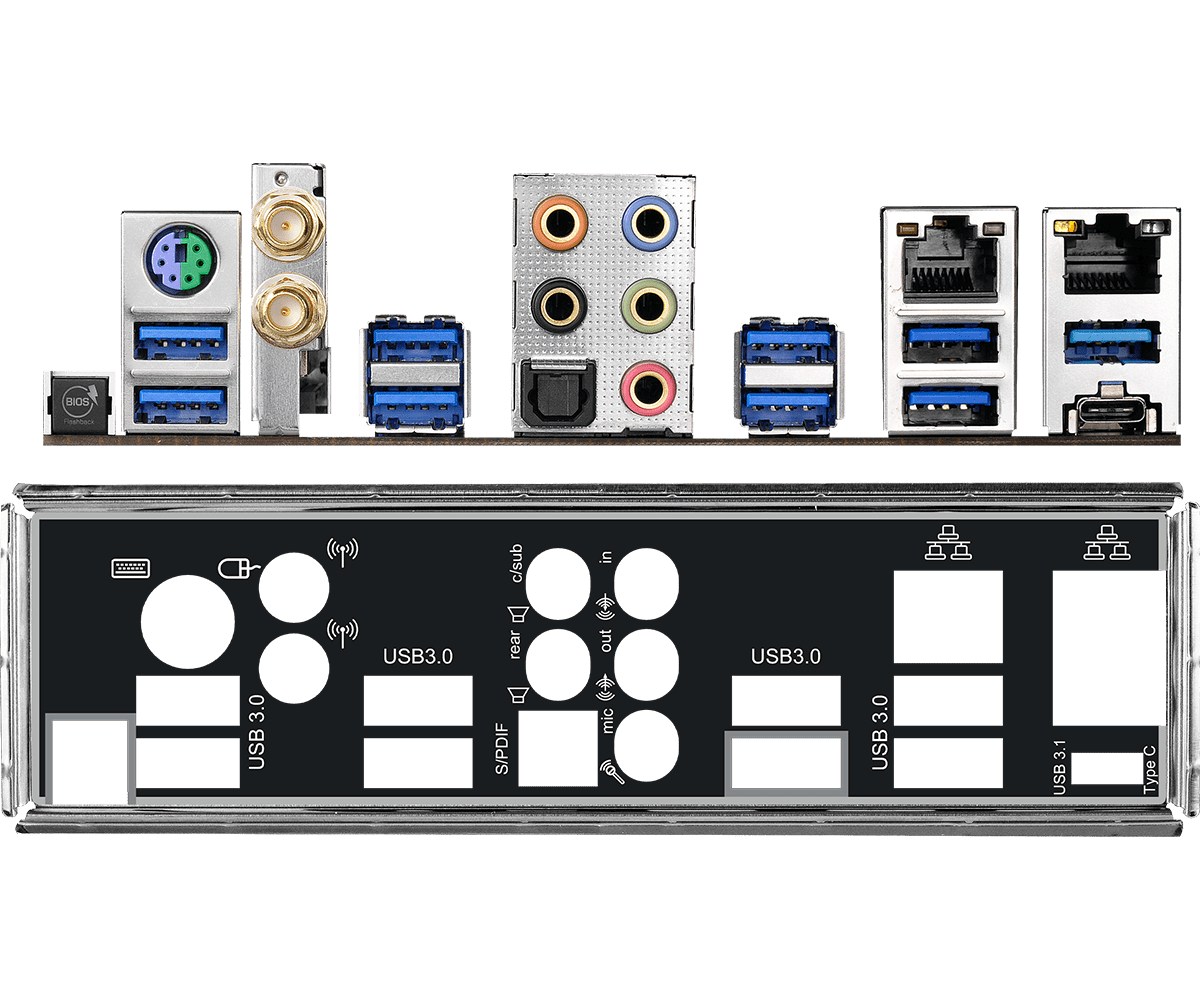 BIOS
Flashback
c/sub
in
rear
out
USB3.0
USB3.0
mic
USB 3.0
S/PDIF
USB 3.0
USB 3.1
Type C